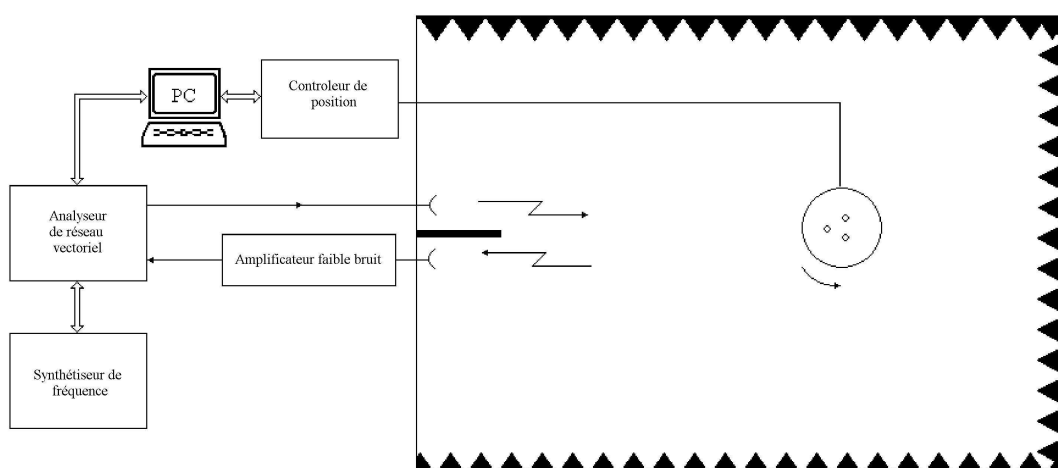 PC
Controleur de
position
Analyseur
de réseau
vectoriel
Amplificateur faible bruit
Synthétiseur de
fréquence